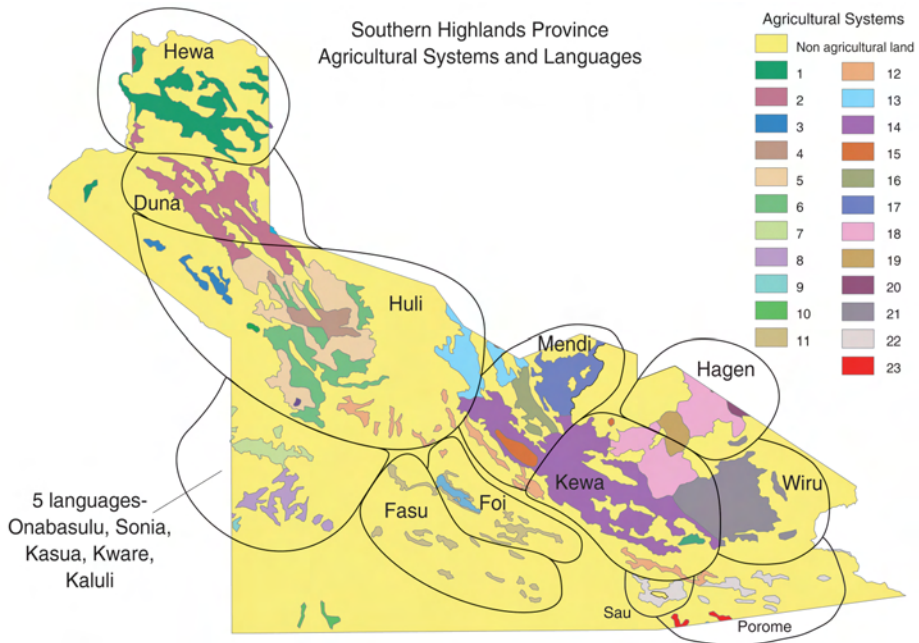 Southern Highlands Province
Agricultural Systems and Languages
Agricultural Systems
Non agricultural land
1
2
3
4
5
6
7
8
9
10
11
12
13
14
15
16
17
18
19
20
21
22
23
Hewa
Duna
Huli
Mendi
Hagen
Kewa
Wiru
Foi
Fasu
5 languages-
Onabasulu, Sonia,
Kasua, Kware,
Kaluli
Sau
Porome